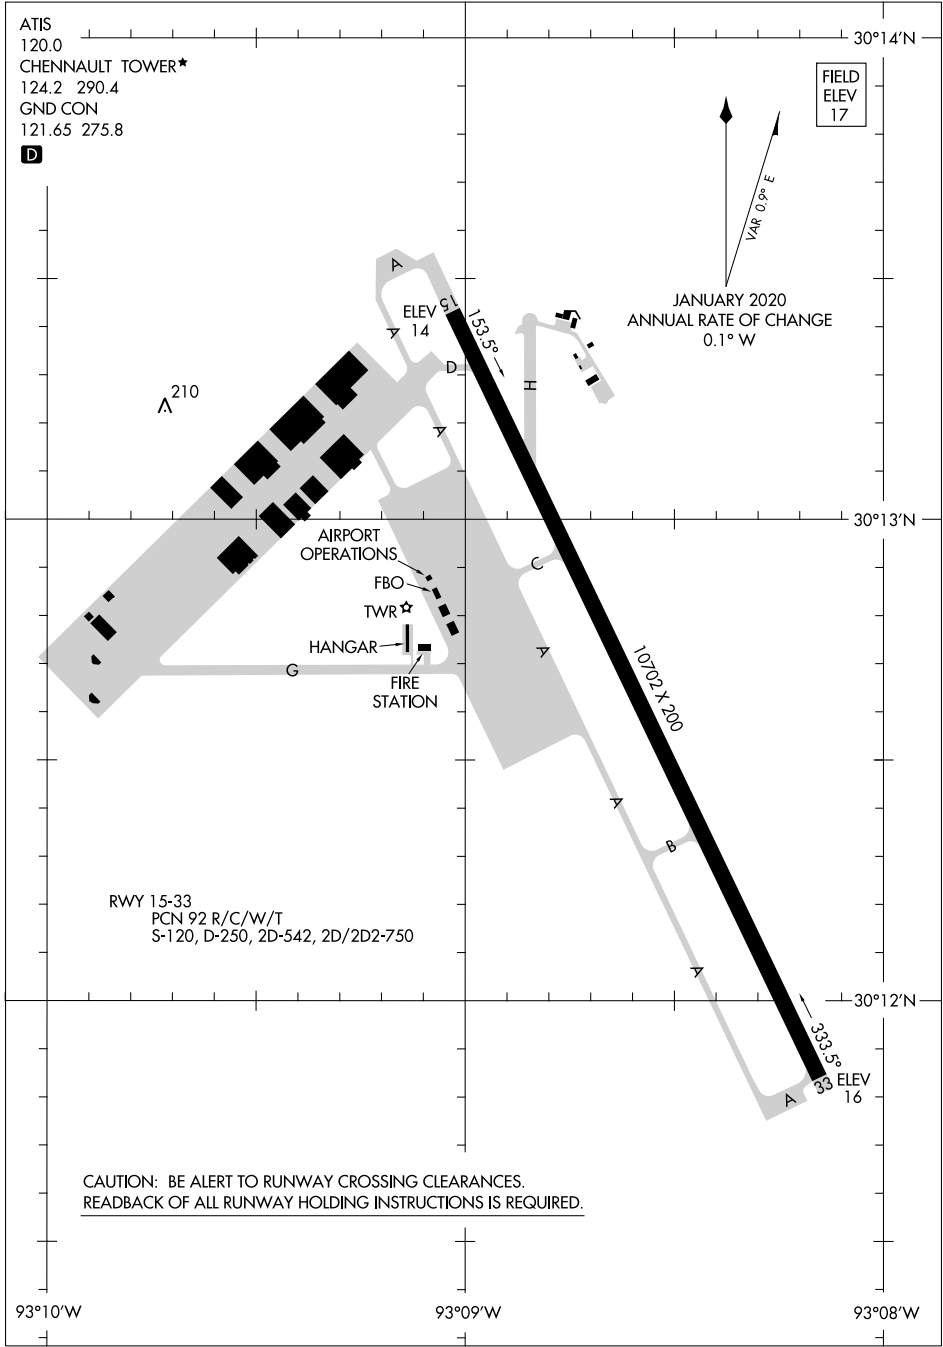 ATIS
120.0
CHENNAULT TOWER★
124.2 290.4
GND CON
121.65 275.8
D
30°14'N
FIELD
ELEV
17
VAR 0.9° E
JANUARY 2020
ANNUAL RATE OF CHANGE
0.1° W
A
15
ELEV
14
153.5°
A
D
H
210
A
30°13'N
AIRPORT
OPERATIONS
C
FBO
TWR
HANGAR
A
G
FIRE
STATION
10702 X 200
A
B
RWY 15-33
PCN 92 R/C/W/T
S-120, D-250, 2D-542, 2D/2D2-750
A
30°12'N
333.5°
33
ELEV
16
A
CAUTION: BE ALERT TO RUNWAY CROSSING CLEARANCES.
READBACK OF ALL RUNWAY HOLDING INSTRUCTIONS IS REQUIRED.
93°10'W
93°09'W
93°08'W